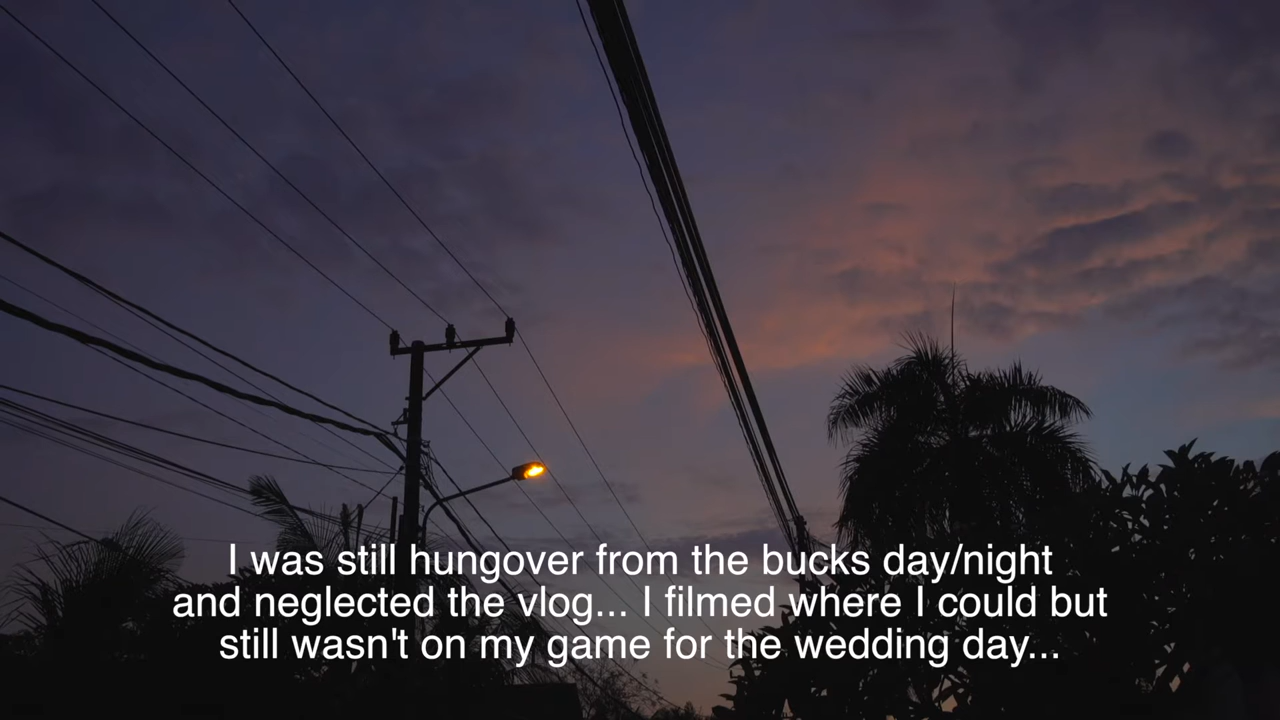 I was still hungover from the bucks day/night
and neglected the vlog... I filmed where I could but
still wasn't on my game for the wedding day...